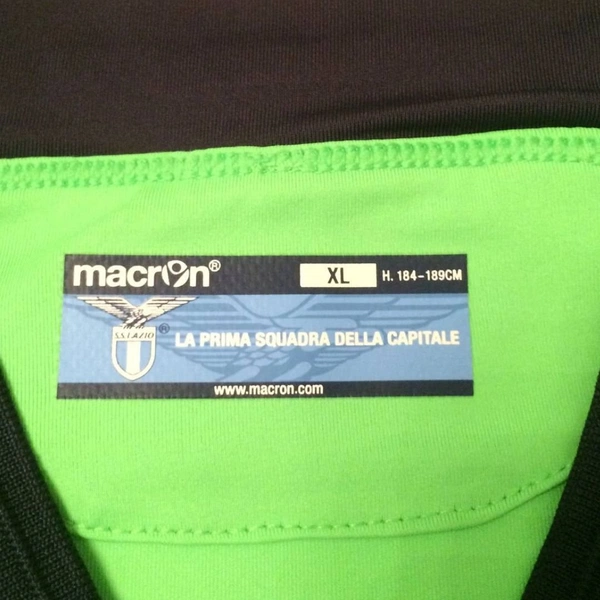 macron® XL H. 184-189CM
S.S.LAZIO ®
LA PRIMA SQUADRA DELLA CAPITALE
www.macron.com